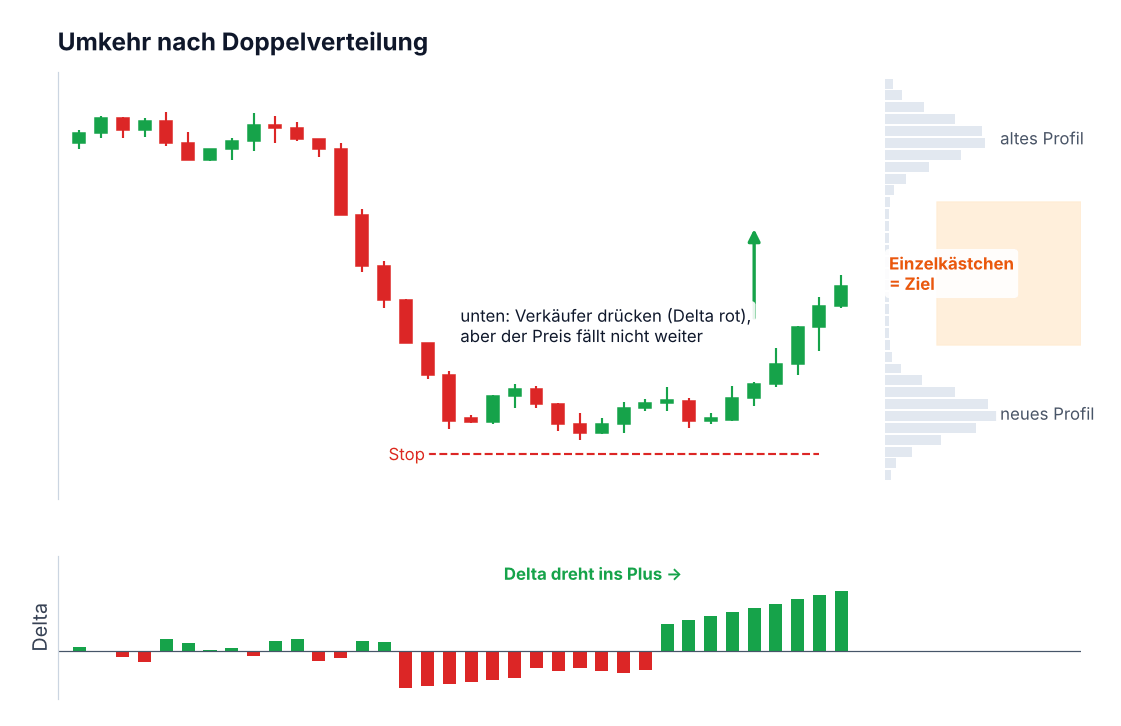 Umkehr nach Doppelverteilung
altes Profil
Einzelkästchen
= Ziel
unten: Verkäufer drücken (Delta rot),
aber der Preis fällt nicht weiter
neues Profil
Stop
Delta dreht ins Plus →
Delta